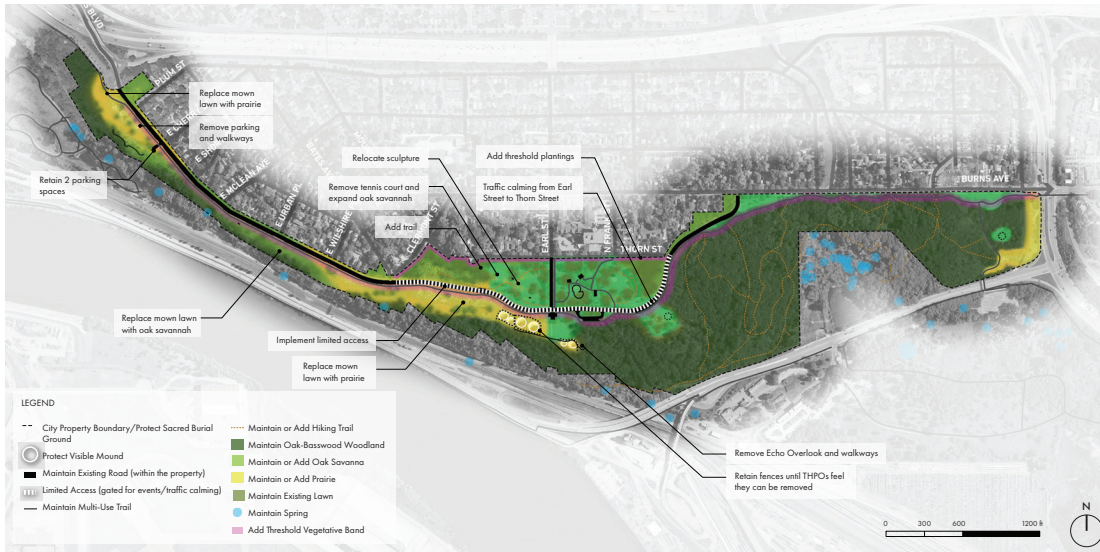 S BLVD
PLUM ST
Replace mown
lawn with prairie
Remove parking
and walkways
Retain 2 parking
spaces
E MCLEAN AVE
E URBAN PL
E WILSHIRE
CLERMONT ST
Relocate sculpture
Remove tennis court and
expand oak savannah
Add trail
Add threshold plantings
Traffic calming from Earl
Street to Thorn Street
EARL ST
N FRANK ST
THORN ST
BURNS AVE
Replace mown lawn
with oak savannah
Implement limited access
Replace mown
lawn with prairie
Remove Echo Overlook and walkways
Retain fences until THPOs feel
they can be removed
LEGEND
City Property Boundary/Protect Sacred Burial
Ground
Protect Visible Mound
Maintain Existing Road (within the property)
Limited Access (gated for events/traffic calming)
Maintain Multi-Use Trail
Maintain or Add Hiking Trail
Maintain Oak-Basswood Woodland
Maintain or Add Oak Savanna
Maintain or Add Prairie
Maintain Existing Lawn
Maintain Spring
Add Threshold Vegetative Band
0 300 600 1200 ft
N